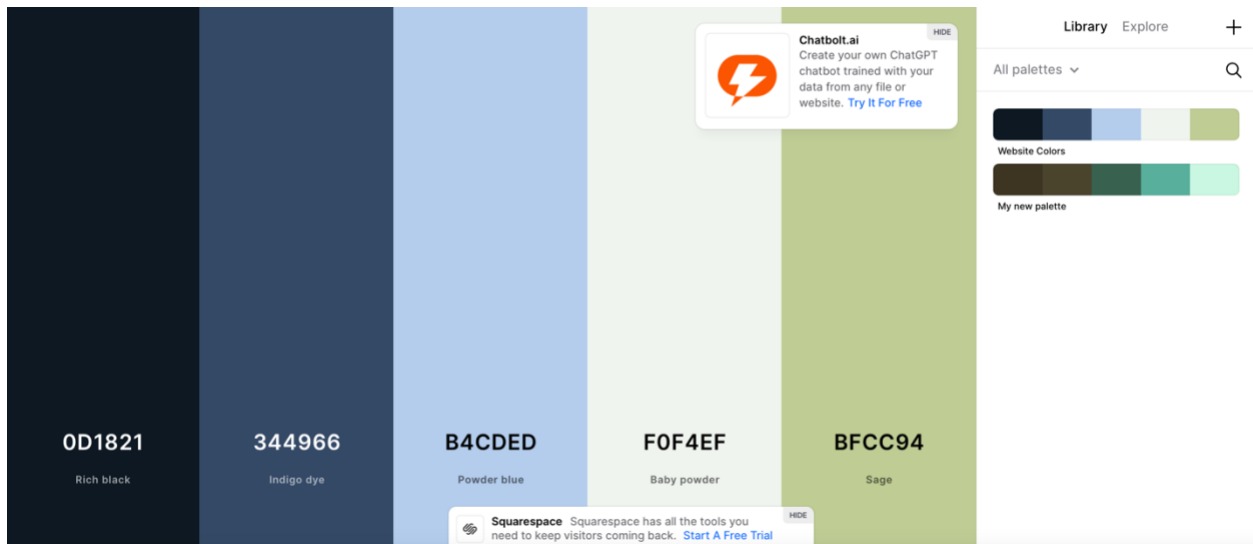 0D1821
Rich black
344966
Indigo dye
B4CDED
Powder blue
F0F4EF
Baby powder
BFCC94
Sage
HIDE
Chatbolt.ai
Create your own ChatGPT
chatbot trained with your
data from any file or
website. Try It For Free
HIDE
Squarespace Squarespace has all the tools you
need to keep visitors coming back. Start A Free Trial
Library Explore
All palettes
Website Colors
My new palette